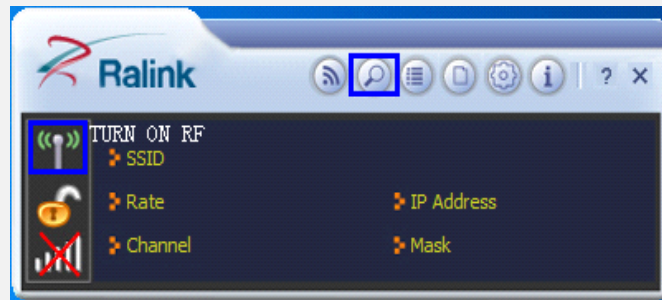 Ralink
? ×
TURN ON RF
SSID
Rate
IP Address
Channel
Mask